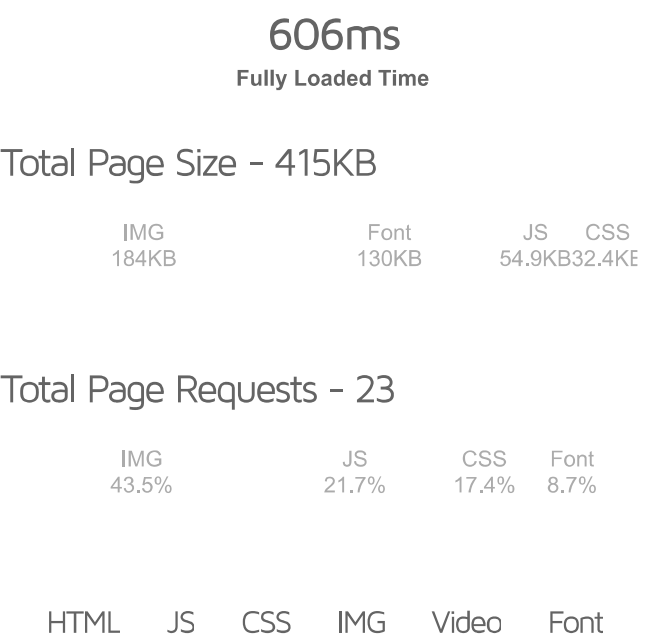 606ms
Fully Loaded Time
Total Page Size - 415KB
IMG Font JS CSS
184KB 130KB 54.9KB 32.4KB
Total Page Requests - 23
IMG JS CSS Font
43.5% 21.7% 17.4% 8.7%
HTML JS CSS IMG Video Font